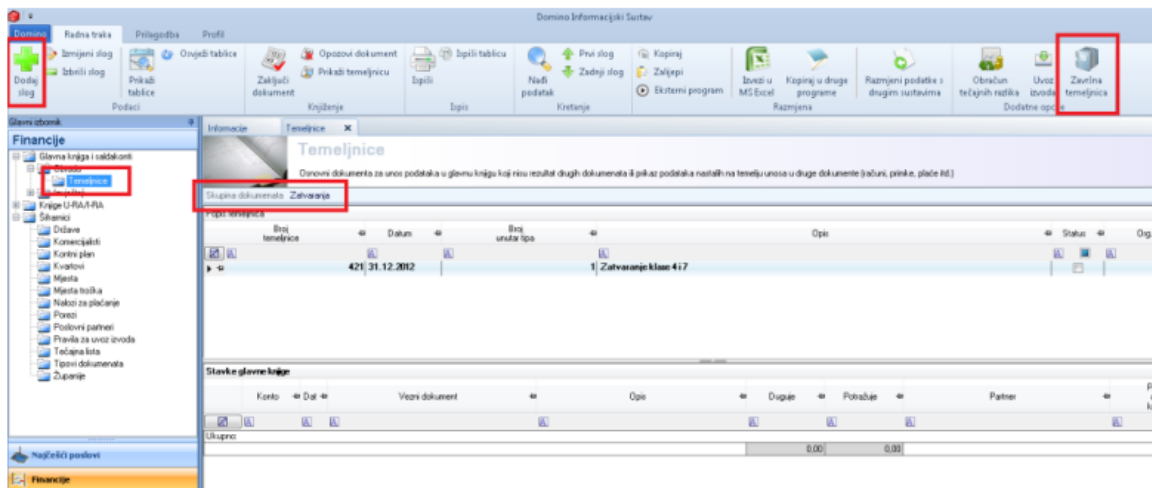 Domino Informacijski Sustav
Domino Radna traka Prilagodba Profil
Dodaj slog
Izmijeni slog
Izbriši slog
Prikaži tablice
Osvježi tablice
Podaci
Zaključi dokument
Opozovi dokument
Prikaži temeljnicu
Knjiženje
Ispiši
Ispiši tablicu
Ispis
Nađi podatak
Prvi slog
Zadnji slog
Kretanje
Kopiraj
Zalijepi
Eksterni program
Izvezi u MS Excel
Kopiraj u druge programe
Razmjeni podatke s drugim sustavima
Razmjena
Obračun tečajnih razlika
Uvoz izvoda
Završna temeljnica
Dodatne opcije
Glavni izbornik
Financije
Glavna knjiga i saldakonti
Obrada
Temeljnice
Izvještaji
Knjige U-RA/I-RA
Šifarnici
Države
Komercijalisti
Kontni plan
Kvartovi
Mjesta
Mjesta troška
Nalozi za plaćanje
Porezi
Poslovni partneri
Pravila za uvoz izvoda
Tečajna lista
Tipovi dokumenata
Županije
Najčešći poslovi
Financije
Informacije Temeljnice
Temeljnice
Osnovni dokumenta za unos podataka u glavnu knjigu koji nisu rezultat drugih dokumenata ili prikaz podataka nastalih na temelju unosa u druge dokumente (računi, primke, plaće itd.)
Skupina dokumenata Zatvaranja
Popis temeljnica
Broj temeljnice Datum Broj unutar tipa Opis Status Org.
421 31.12.2012 1 Zatvaranje klase 4 i 7
Stavke glavne knjige
Konto Dat Vezni dokument Opis Duguje Potražuje Partner
Ukupno:
0,00 0,00